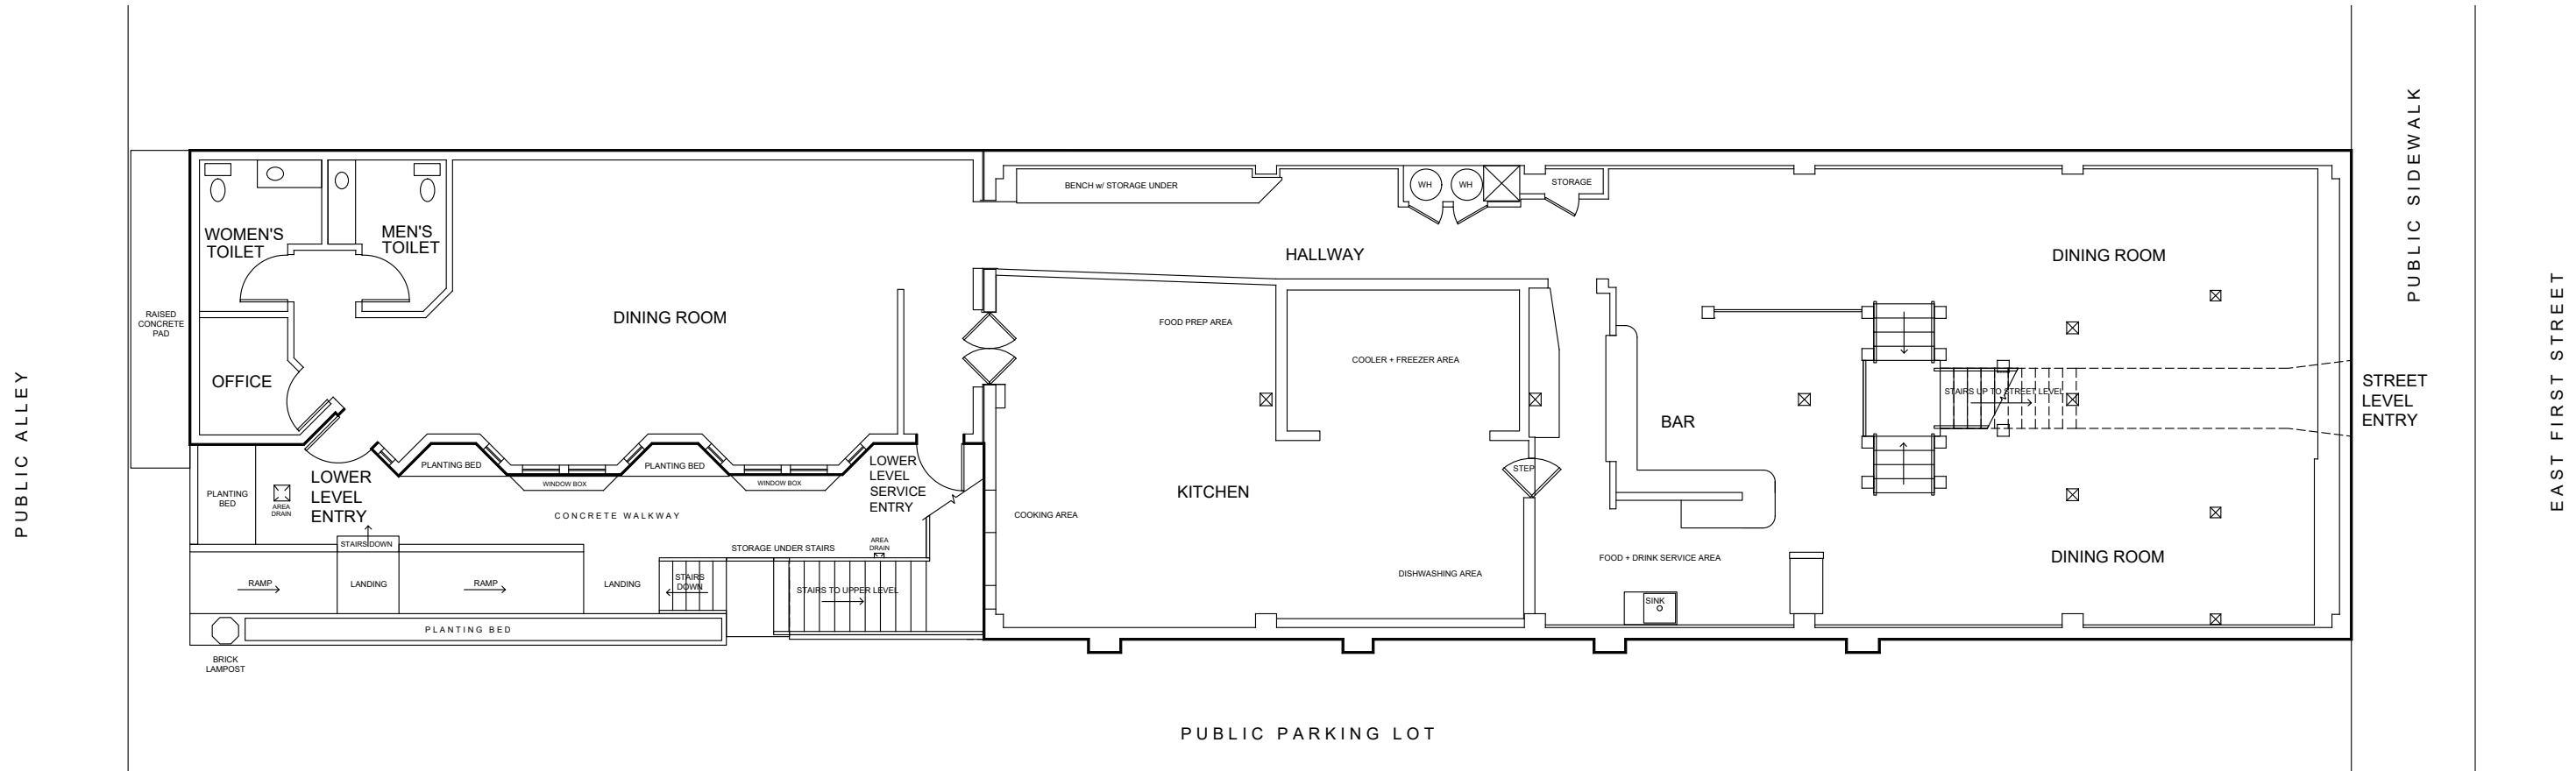 PUBLIC ALLEY
RAISED
CONCRETE
PAD
WOMEN'S
TOILET
MEN'S
TOILET
OFFICE
DINING ROOM
BENCH w/ STORAGE UNDER
WH
WH
STORAGE
HALLWAY
FOOD PREP AREA
COOLER + FREEZER AREA
KITCHEN
COOKING AREA
DISHWASHING AREA
STEP
BAR
FOOD + DRINK SERVICE AREA
SINK
DINING ROOM
STAIRS UP TO STREET LEVEL
DINING ROOM
STREET
LEVEL
ENTRY
PUBLIC SIDEWALK
EAST FIRST STREET
PLANTING
BED
AREA
DRAIN
LOWER
LEVEL
ENTRY
PLANTING BED
WINDOW BOX
PLANTING BED
WINDOW BOX
LOWER
LEVEL
SERVICE
ENTRY
CONCRETE WALKWAY
STORAGE UNDER STAIRS
AREA
DRAIN
STAIRS DOWN
RAMP
LANDING
RAMP
LANDING
STAIRS
DOWN
STAIRS TO UPPER LEVEL
PLANTING BED
BRICK
LAMPOST
PUBLIC PARKING LOT